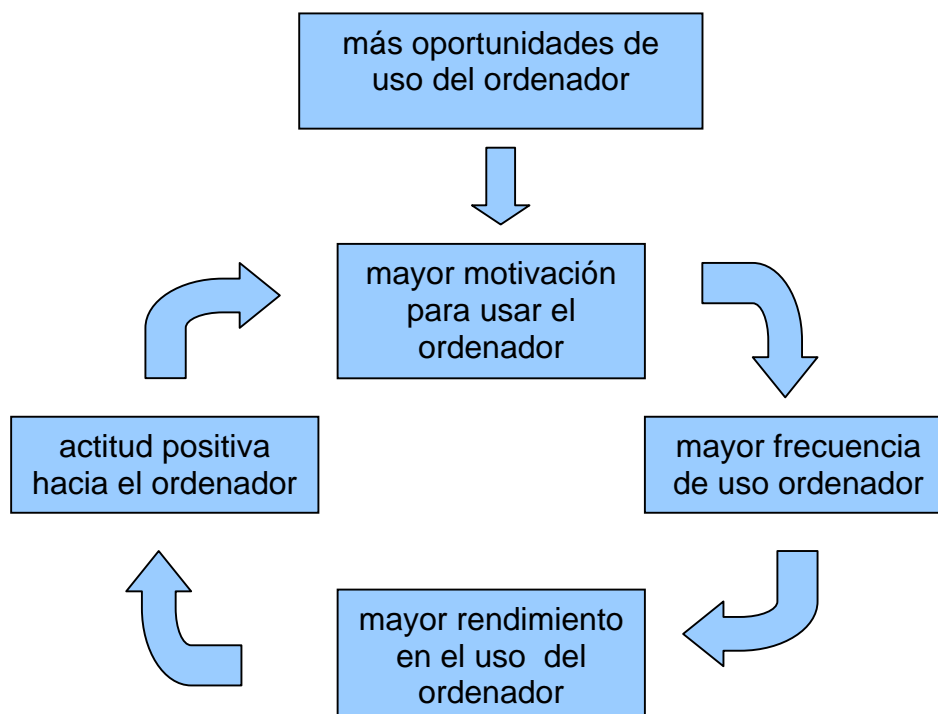 más oportunidades de
uso del ordenador
mayor motivación
para usar el
ordenador
actitud positiva
hacia el ordenador
mayor frecuencia
de uso ordenador
mayor rendimiento
en el uso del
ordenador